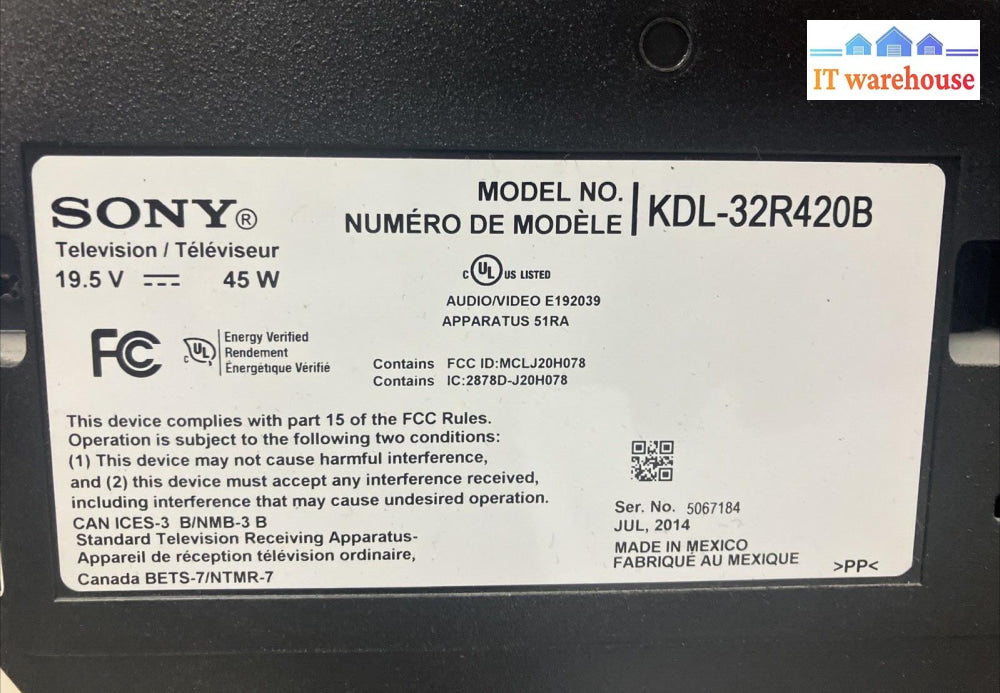 IT warehouse
SONY®
MODEL NO.
NUMÉRO DE MODÈLE
KDL-32R420B
Television / Téléviseur
19.5 V 45 W
C UL US LISTED
AUDIO/VIDEO E192039
APPARATUS 51RA
FC
C UL
Energy Verified
Rendement
Énergétique Vérifié
Contains FCC ID:MCLJ20H078
Contains IC:2878D-J20H078
This device complies with part 15 of the FCC Rules.
Operation is subject to the following two conditions:
(1) This device may not cause harmful interference,
and (2) this device must accept any interference received,
including interference that may cause undesired operation.
CAN ICES-3 B/NMB-3 B
Standard Television Receiving Apparatus-
Appareil de réception télévision ordinaire,
Canada BETS-7/NTMR-7
Ser. No. 5067184
JUL, 2014
MADE IN MEXICO
FABRIQUÉ AU MEXIQUE
>PP<